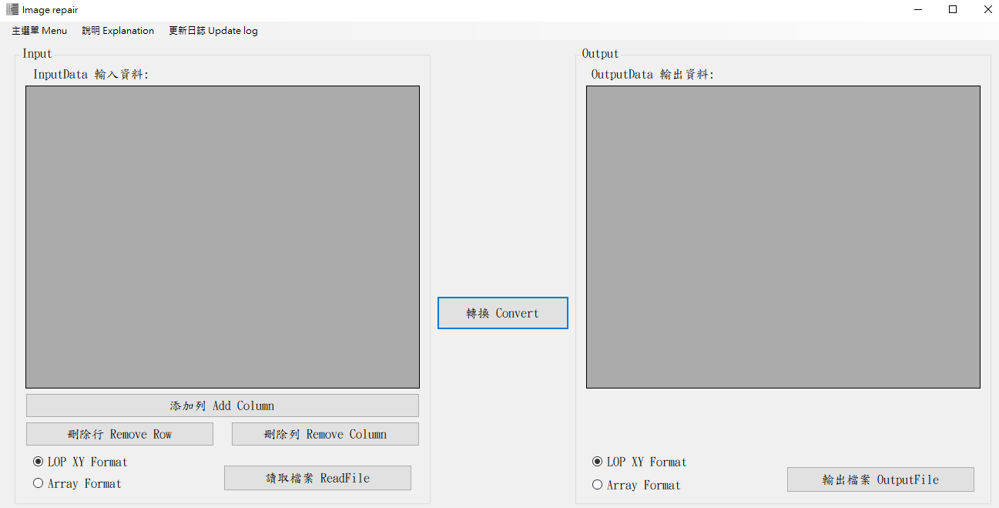 Image repair
主選單 Menu 說明 Explanation 更新日誌 Update log
Input
InputData 輸入資料:
添加列 Add Column
刪除行 Remove Row
刪除列 Remove Column
LOP XY Format
Array Format
讀取檔案 ReadFile
轉換 Convert
Output
OutputData 輸出資料:
LOP XY Format
Array Format
輸出檔案 OutputFile